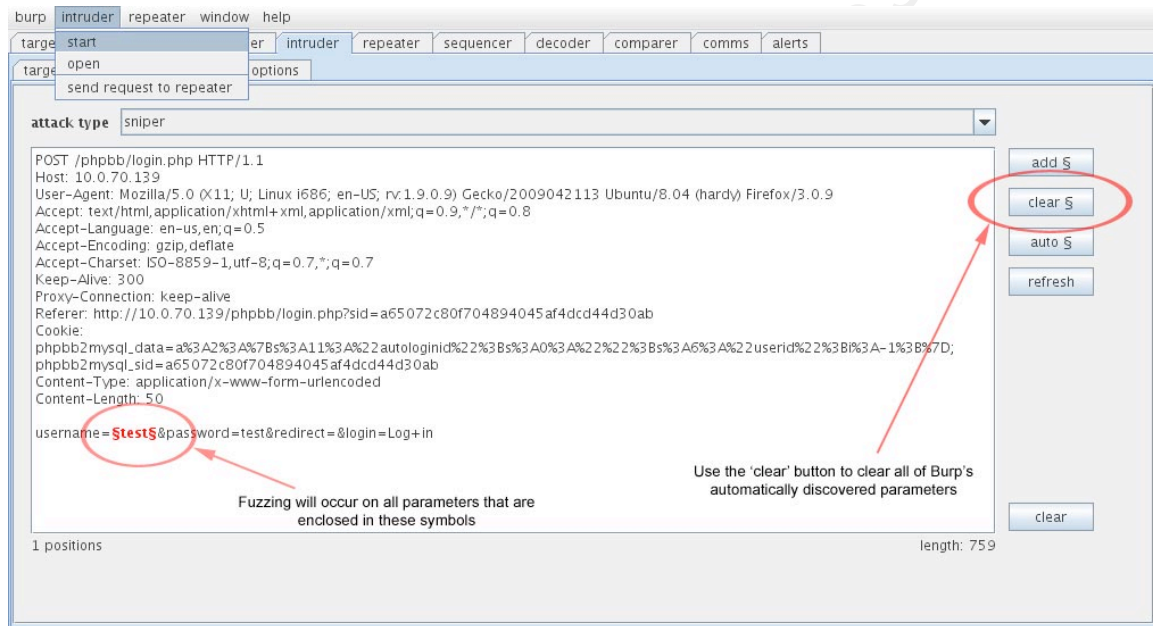 burp intruder repeater window help
targe start er intruder repeater sequencer decoder comparer comms alerts
open
targe options
send request to repeater
attack type sniper
POST /phpbb/login.php HTTP/1.1
Host: 10.0.70.139
User-Agent: Mozilla/5.0 (X11; U; Linux i686; en-US; rv:1.9.0.9) Gecko/2009042113 Ubuntu/8.04 (hardy) Firefox/3.0.9
Accept: text/html,application/xhtml+xml,application/xml;q=0.9,*/*;q=0.8
Accept-Language: en-us,en;q=0.5
Accept-Encoding: gzip,deflate
Accept-Charset: ISO-8859-1,utf-8;q=0.7,*;q=0.7
Keep-Alive: 300
Proxy-Connection: keep-alive
Referer: http://10.0.70.139/phpbb/login.php?sid=a65072c80f704894045af4dcd44d30ab
Cookie:
phpbb2mysql_data=a%3A2%3A%7Bs%3A11%3A%22autologinid%22%3Bs%3A0%3A%22%22%3Bs%3A6%3A%22userid%22%3Bi%3A-1%3B%7D;
phpbb2mysql_sid=a65072c80f704894045af4dcd44d30ab
Content-Type: application/x-www-form-urlencoded
Content-Length: 50
username=§test§&password=test&redirect=&login=Log+in
add §
clear §
auto §
refresh
Use the 'clear' button to clear all of Burp's
automatically discovered parameters
Fuzzing will occur on all parameters that are
enclosed in these symbols
clear
1 positions
length: 759